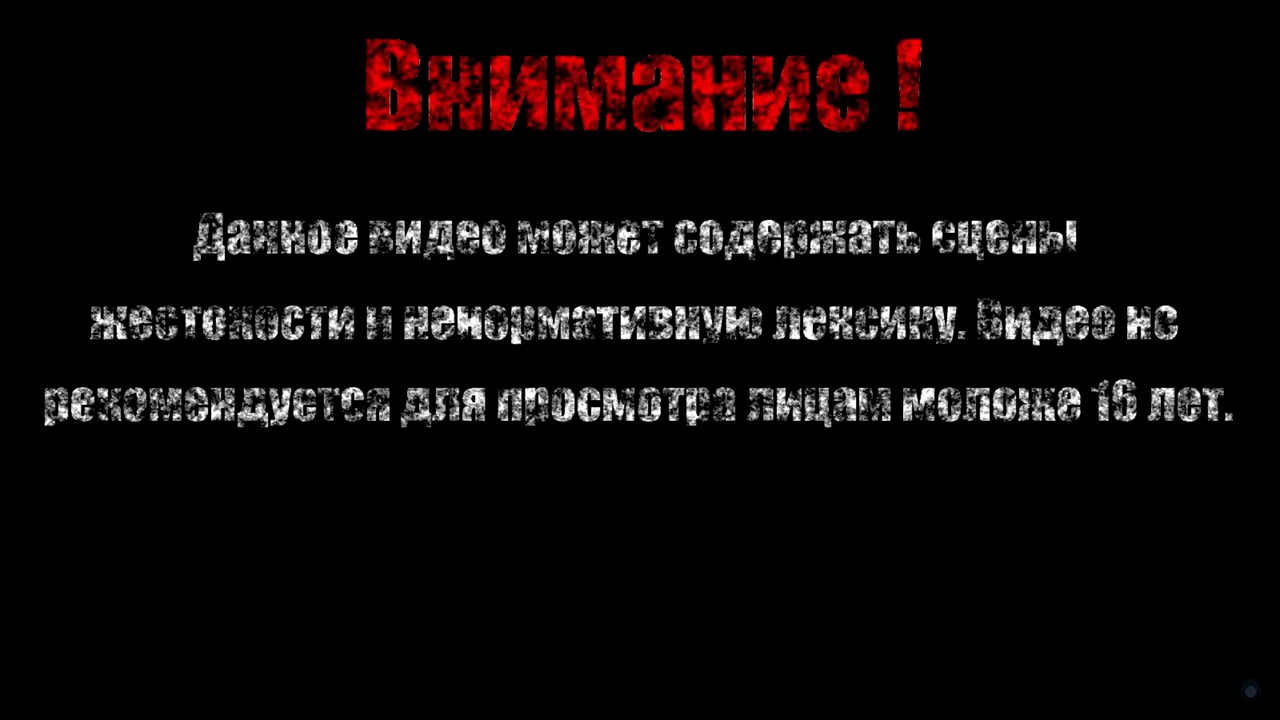 Внимание !
Данное видео может содержать сцены
жестокости и ненормативную лексику. Видео не
рекомендуется для просмотра лицам моложе 16 лет.